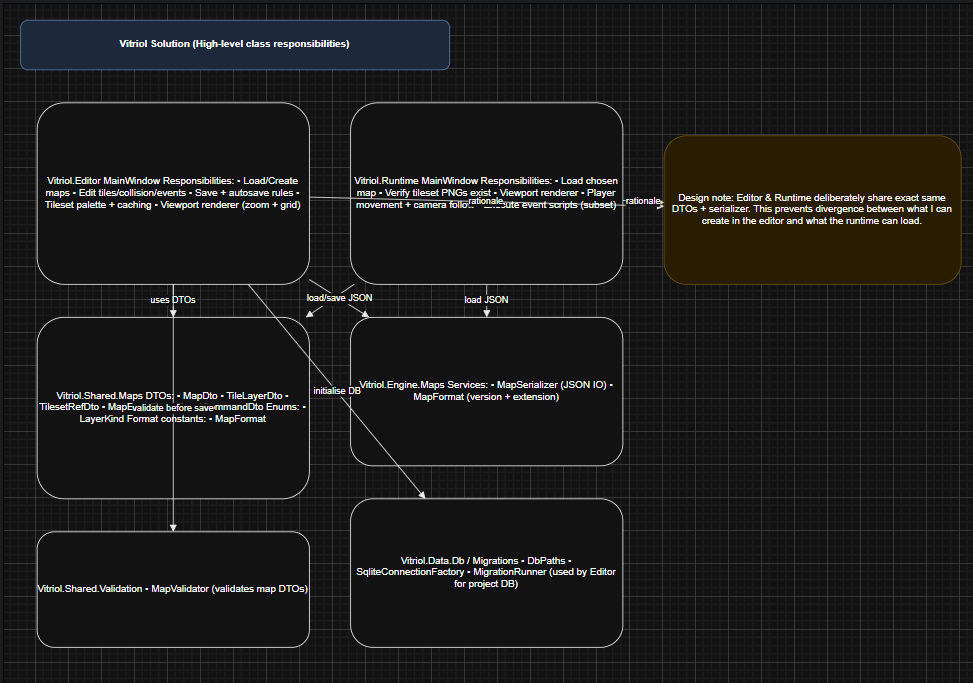 Vitriol Solution (High-level class responsibilities)
Vitriol.Editor MainWindow Responsibilities: • Load/Create
maps • Edit tiles/collision/events • Save + autosave rules •
Tileset palette + caching • Viewport renderer (zoom + grid)
Vitriol.Runtime MainWindow Responsibilities: • Load chosen
map • Verify tileset PNGs exist • Viewport renderer • Player
movement + camera follo
execute event scripts (subset)
rationale
rationale
Design note: Editor & Runtime deliberately share exact same
DTOs + serializer. This prevents divergence between what I can
create in the editor and what the runtime can load.
uses DTOs
load/save JSON
load JSON
Vitriol.Shared.Maps DTOs: • MapDto • TileLayerDto •
TilesetRefDto • MapE
mmandDto Enums: •
LayerKind Format constants: • MapFormat
validate before save
initialise DB
Vitriol.Engine.Maps Services: • MapSerializer (JSON IO) •
MapFormat (version + extension)
Vitriol.Shared.Validation • MapValidator (validates map DTOs)
Vitriol.Data.Db / Migrations • DbPaths •
SqliteConnectionFactory • MigrationRunner (used by Editor
for project DB)